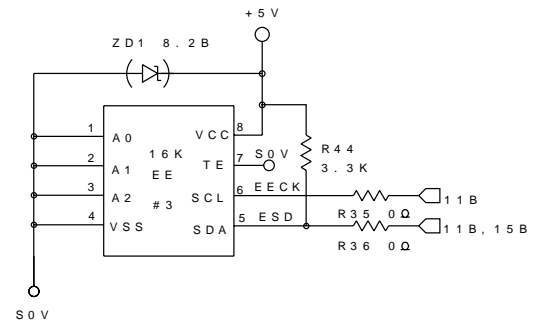 +5V
ZD1 8.2B
1 A0 16K VCC 8
2 A1 EE TE 7 S0V
R44
3.3K
3 A2 #3 SCL 6 EECK
11B
R35 0Ω
4 VSS SDA 5 ESD
11B, 15B
R36 0Ω
S0V